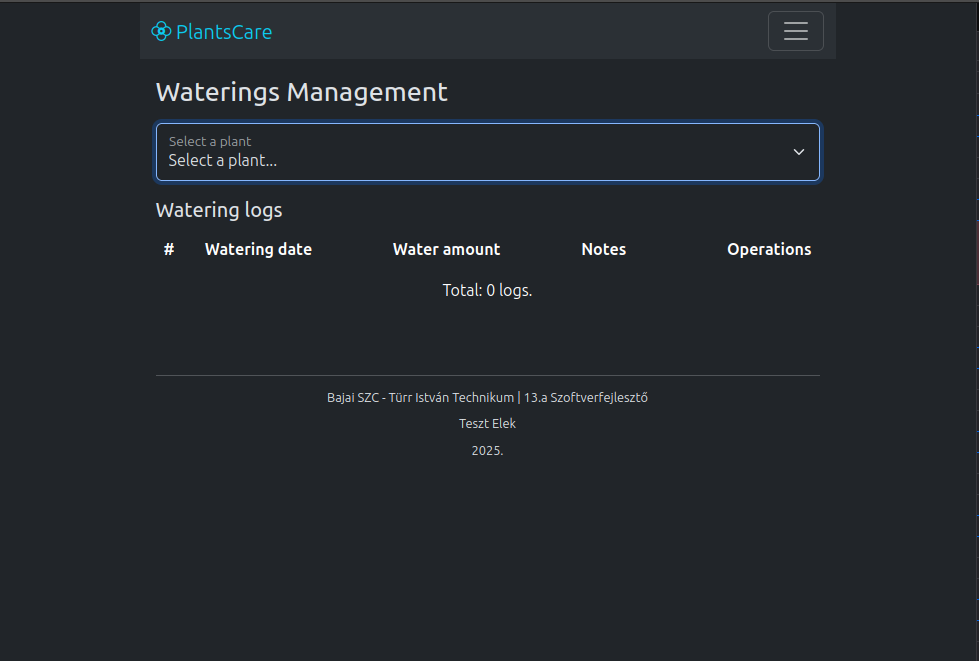 PlantsCare
Waterings Management
Select a plant
Select a plant...
Watering logs
# Watering date Water amount Notes Operations
Total: 0 logs.
Bajai SZC - Türr István Technikum | 13.a Szoftverfejlesztő
Teszt Elek
2025.